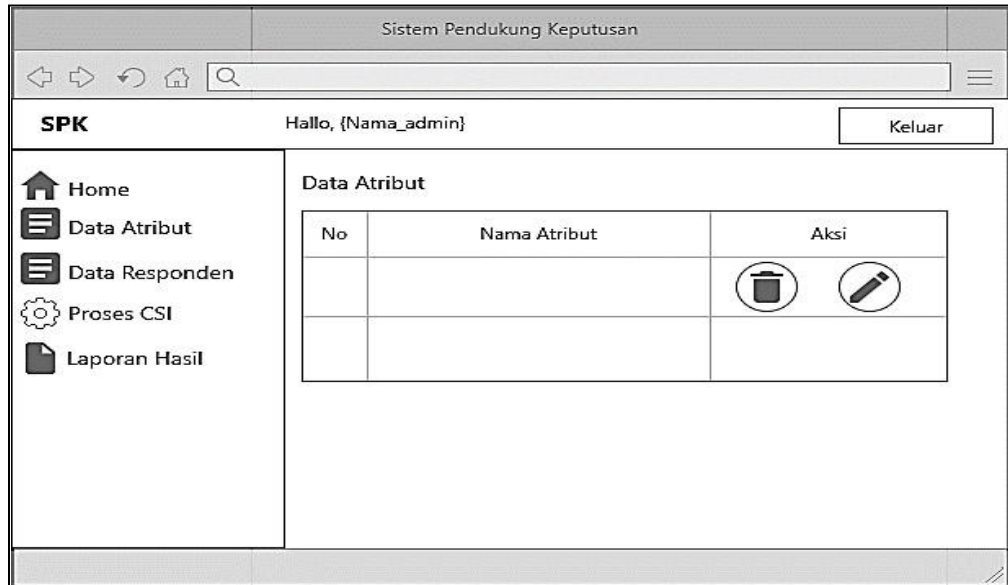 Sistem Pendukung Keputusan
SPK
Hallo, {Nama_admin}
Keluar
Home
Data Atribut
Data Responden
Proses CSI
Laporan Hasil
Data Atribut
No
Nama Atribut
Aksi